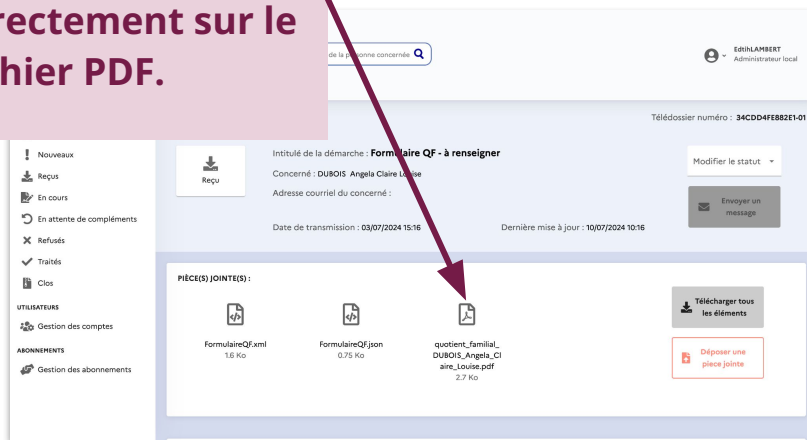 rectement sur le
hier PDF.
de la personne concernée
EdtihLAMBERT
Administrateur local
Télédossier numéro : 34CDD4FE882E1-01
Nouveaux
Reçus
En cours
En attente de compléments
Refusés
Traités
Clos
UTILISATEURS
Gestion des comptes
ABONNEMENTS
Gestion des abonnements
Reçu
Intitulé de la démarche : Formulaire QF - à renseigner
Concerné : DUBOIS Angela Claire Louise
Adresse courriel du concerné :
Date de transmission : 03/07/2024 15:16
Dernière mise à jour : 10/07/2024 10:16
Modifier le statut
Envoyer un
message
PIÈCE(S) JOINTE(S) :
FormulaireQF.xml
1.6 Ko
FormulaireQF.json
0.75 Ko
quotient_familial_
DUBOIS_Angela_Cl
aire_Louise.pdf
2.7 Ko
Télécharger tous
les éléments
Déposer une
piece jointe